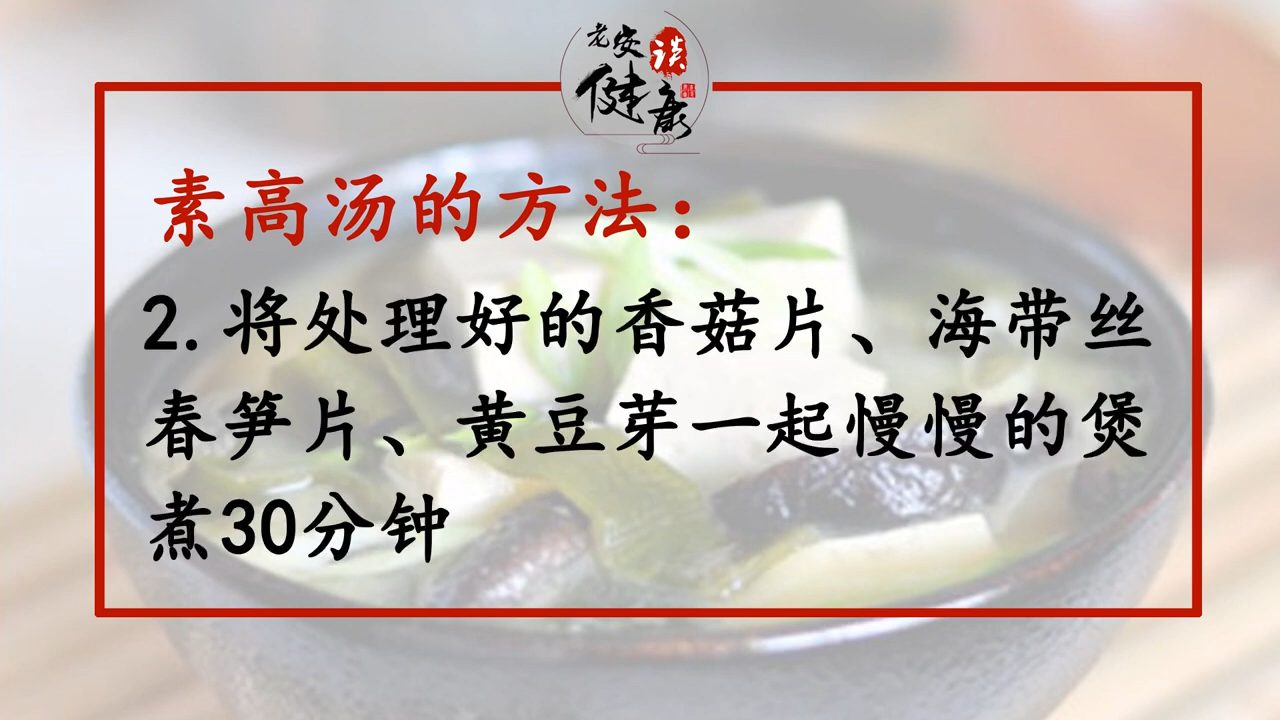 老安谈
健康
素高汤的方法：
2.将处理好的香菇片、海带丝
春笋片、黄豆芽一起慢慢的煲
煮30分钟